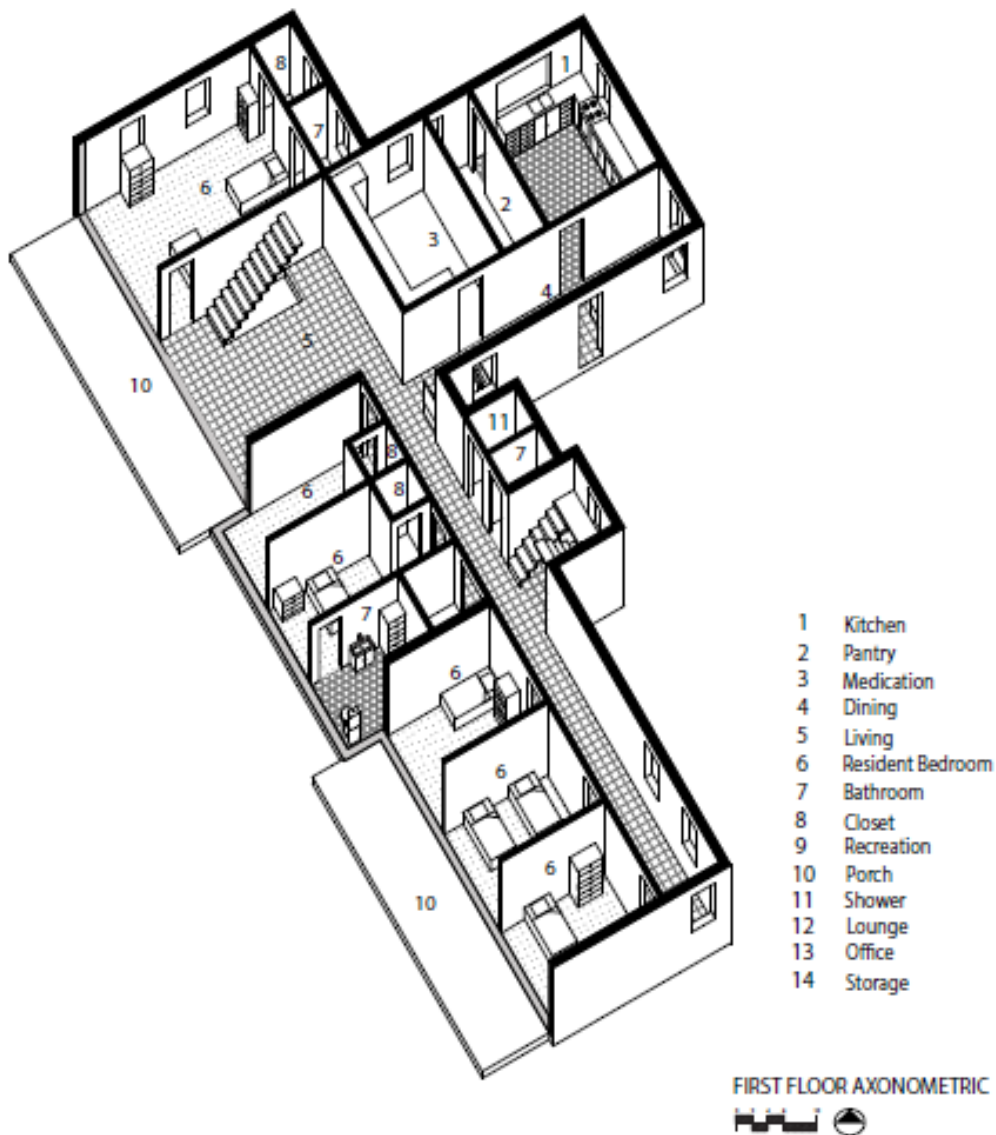 8
1
7
6
2
3
4
5
10
11
8
7
8
6
6
7
6
6
6
10
1 Kitchen
2 Pantry
3 Medication
4 Dining
5 Living
6 Resident Bedroom
7 Bathroom
8 Closet
9 Recreation
10 Porch
11 Shower
12 Lounge
13 Office
14 Storage
FIRST FLOOR AXONOMETRIC